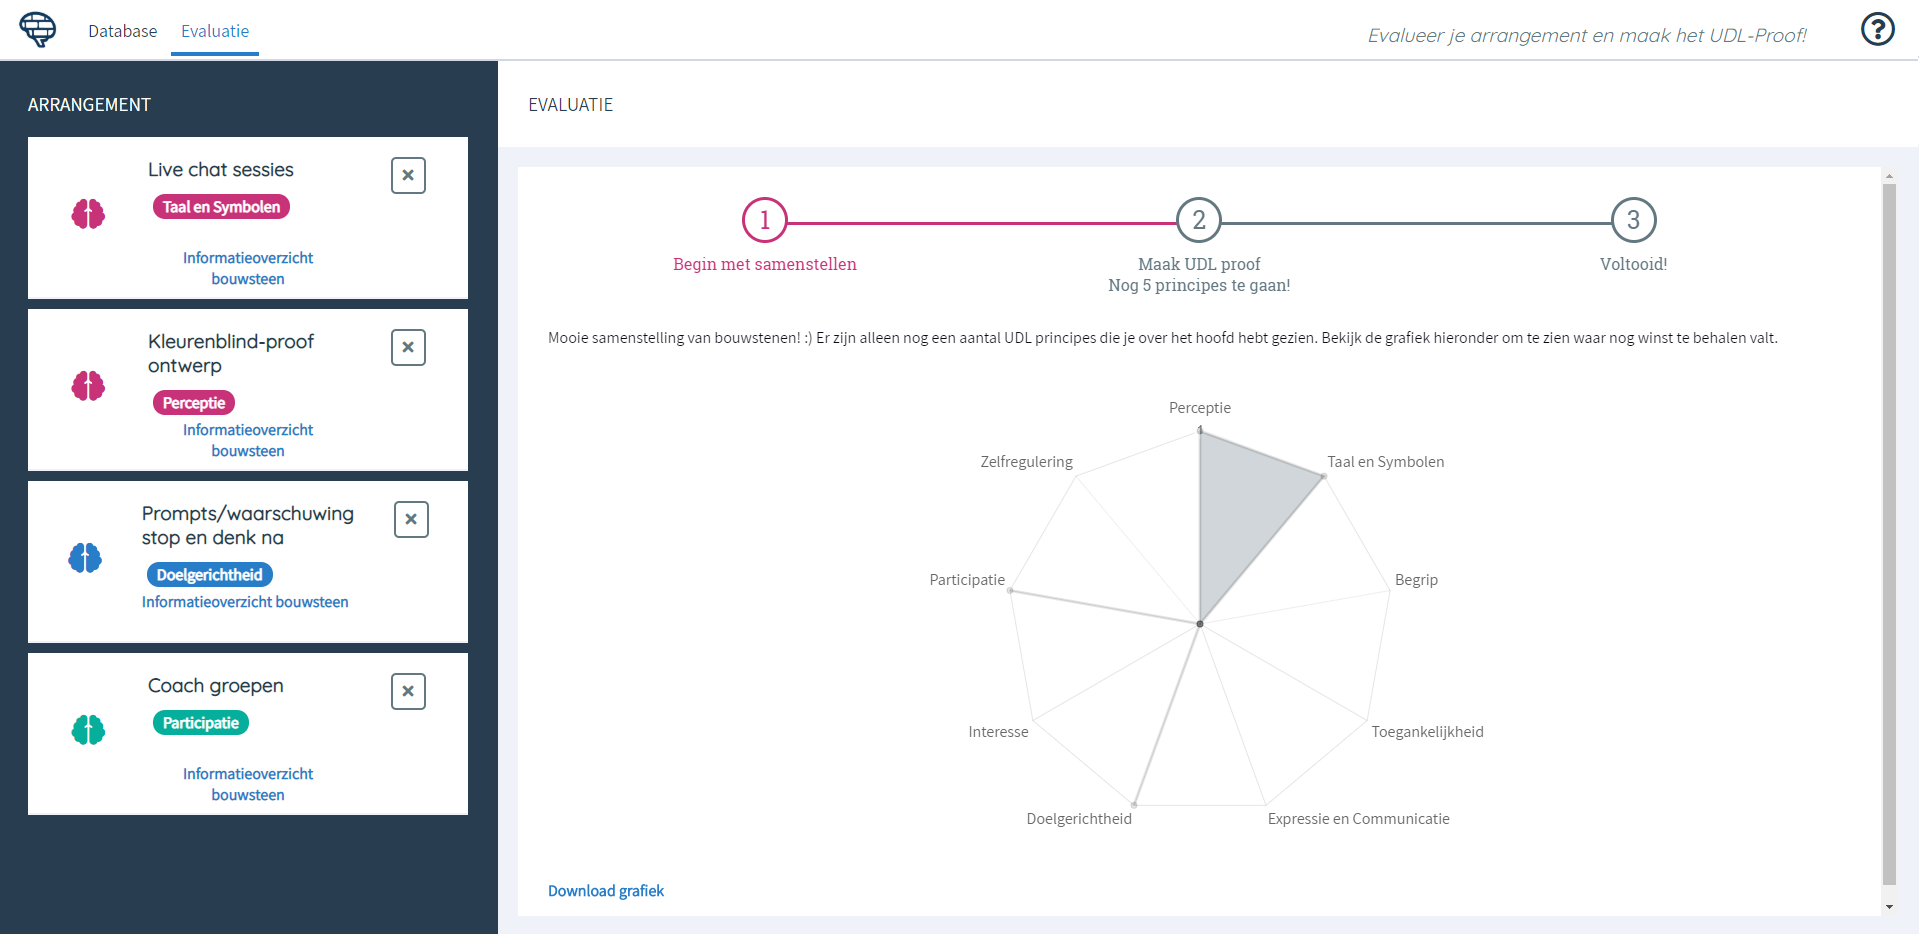 Database
Evaluatie
Evalueer je arrangement en maak het UDL-Proof!
?
ARRANGEMENT
Live chat sessies
Taal en Symbolen
Informatieoverzicht
bouwsteen
Kleurenblind-proof
ontwerp
Perceptie
Informatieoverzicht
bouwsteen
Prompts/waarschuwing
stop en denk na
Doelgerichtheid
Informatieoverzicht bouwsteen
Coach groepen
Participatie
Informatieoverzicht
bouwsteen
EVALUATIE
1
Begin met samenstellen
2
Maak UDL proof
Nog 5 principes te gaan!
3
Voltooid!
Mooie samenstelling van bouwstenen! :) Er zijn alleen nog een aantal UDL principes die je over het hoofd hebt gezien. Bekijk de grafiek hieronder om te zien waar nog winst te behalen valt.
Perceptie
1
Zelfregulering
Taal en Symbolen
Participatie
Begrip
Interesse
Toegankelijkheid
Doelgerichtheid
Expressie en Communicatie
Download grafiek